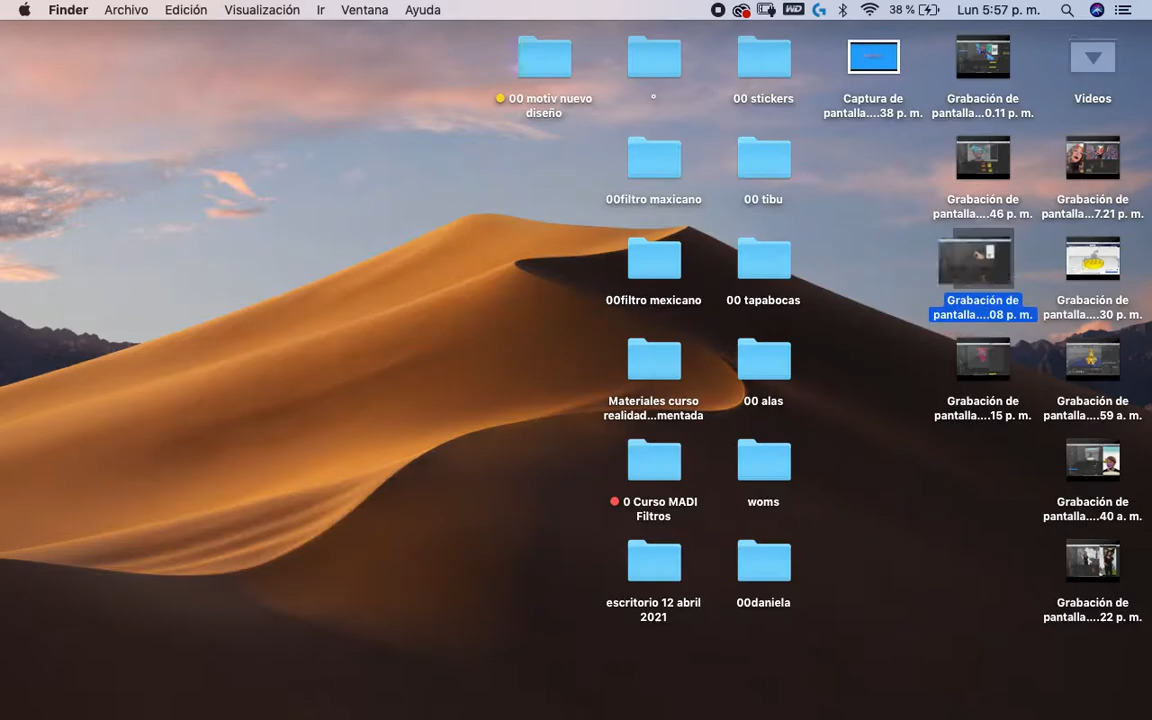 Finder Archivo Edición Visualización Ir Ventana Ayuda WD 38 % Lun 5:57 p. m.
00 motiv nuevo
diseño
°
00 stickers
Captura de
pantalla....38 p. m.
Grabación de
pantalla...0.11 p. m.
Videos
00filtro maxicano
00 tibu
Grabación de
pantalla....46 p. m.
Grabación de
pantalla...7.21 p. m.
00filtro mexicano
00 tapabocas
Grabación de
pantalla....08 p. m.
Grabación de
pantalla....30 p. m.
Materiales curso
realidad...mentada
00 alas
Grabación de
pantalla....15 p. m.
Grabación de
pantalla....59 a. m.
0 Curso MADI
Filtros
woms
Grabación de
pantalla....40 a. m.
escritorio 12 abril
2021
00daniela
Grabación de
pantalla....22 p. m.